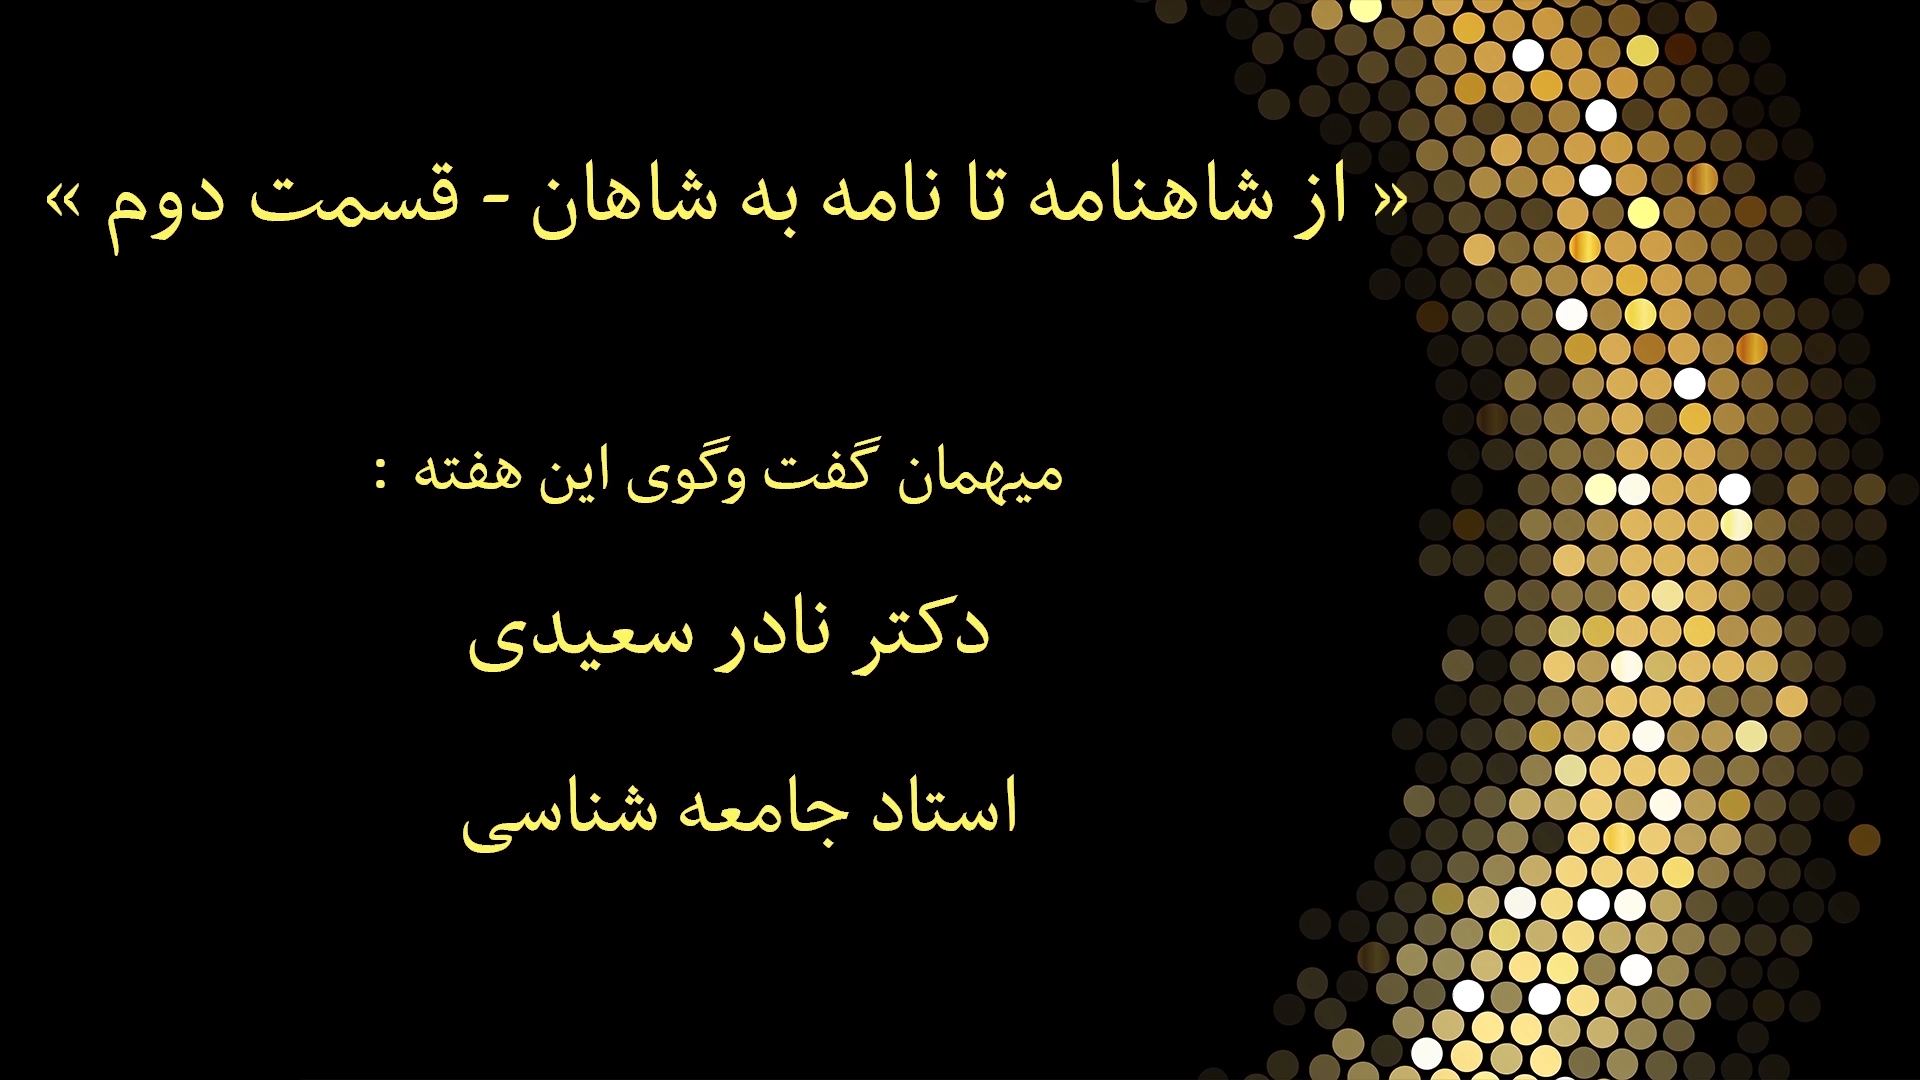 « از شاهنامه تا نامه به شاهان - قسمت دوم »
میهمان گفت وگوی این هفته :
دکتر نادر سعیدی
استاد جامعه شناسی